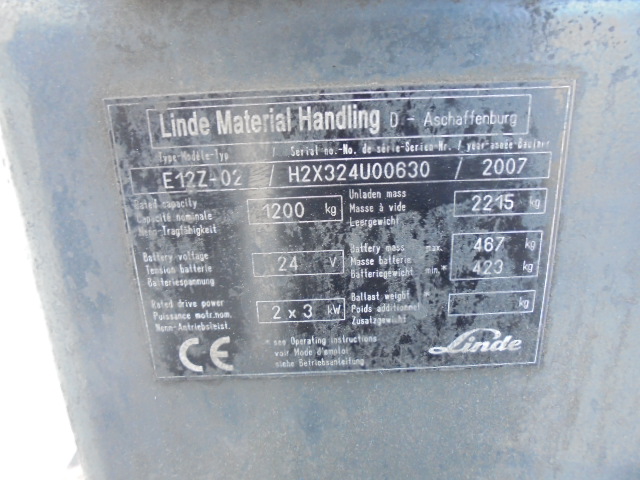 Linde Material Handling D - Aschaffenburg
Type-Modèle-Typ / Serial no.-No. de série-Serien-Nr. / year-année Baujahr
E12Z-02 / H2X324U00630 / 2007
Rated capacity
Capacité nominale
Nenn-Tragfähigkeit
1200 kg
Unladen mass
Masse à vide
Leergewicht
2215 kg
Battery voltage
Tension batterie
Batteriespannung
24 V
Battery mass max. 467 kg
Masse batterie
Batteriegewicht min.* 423 kg
Rated drive power
Puissance motr.nom.
Nenn-Antriebsleist.
2 x 3 kW
Ballast weight *
Poids additionnel
Zusatzgewicht
kg
CE
* see Operating instructions
voir Mode d'emploi
siehe Betriebsanleitung
Linde